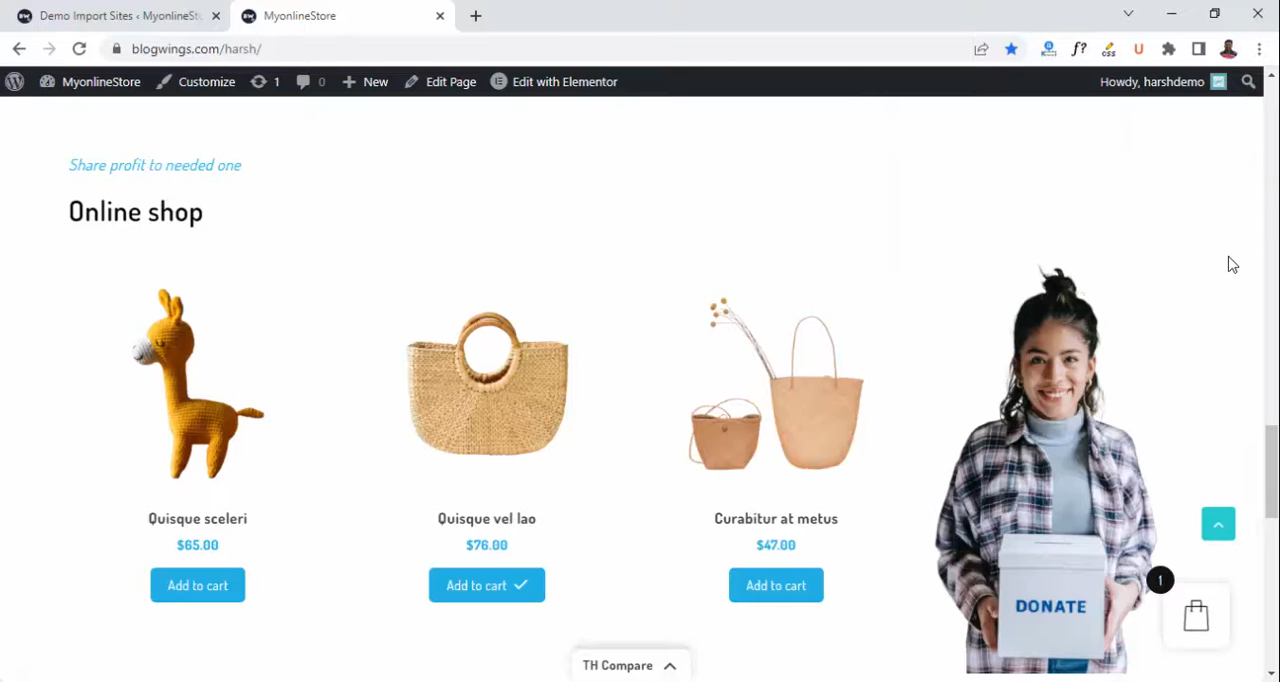 Demo Import Sites ‹ MyonlineSt
MyonlineStore
blogwings.com/harsh/
f?
css
U
MyonlineStore
Customize
1
0
New
Edit Page
Edit with Elementor
Howdy, harshdemo
Share profit to needed one
Online shop
Quisque sceleri
Quisque vel lao
Curabitur at metus
$65.00
$76.00
$47.00
Add to cart
Add to cart
Add to cart
1
DONATE
TH Compare